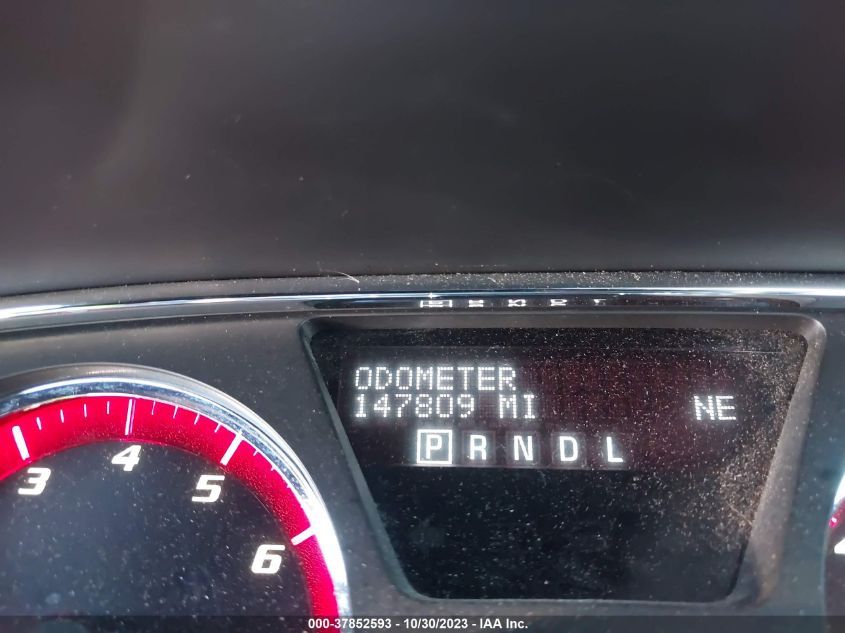 ODOMETER
147809 MI NE
P R N D L
3 4 5 6
000-37852593 - 10/30/2023 - IAA Inc.